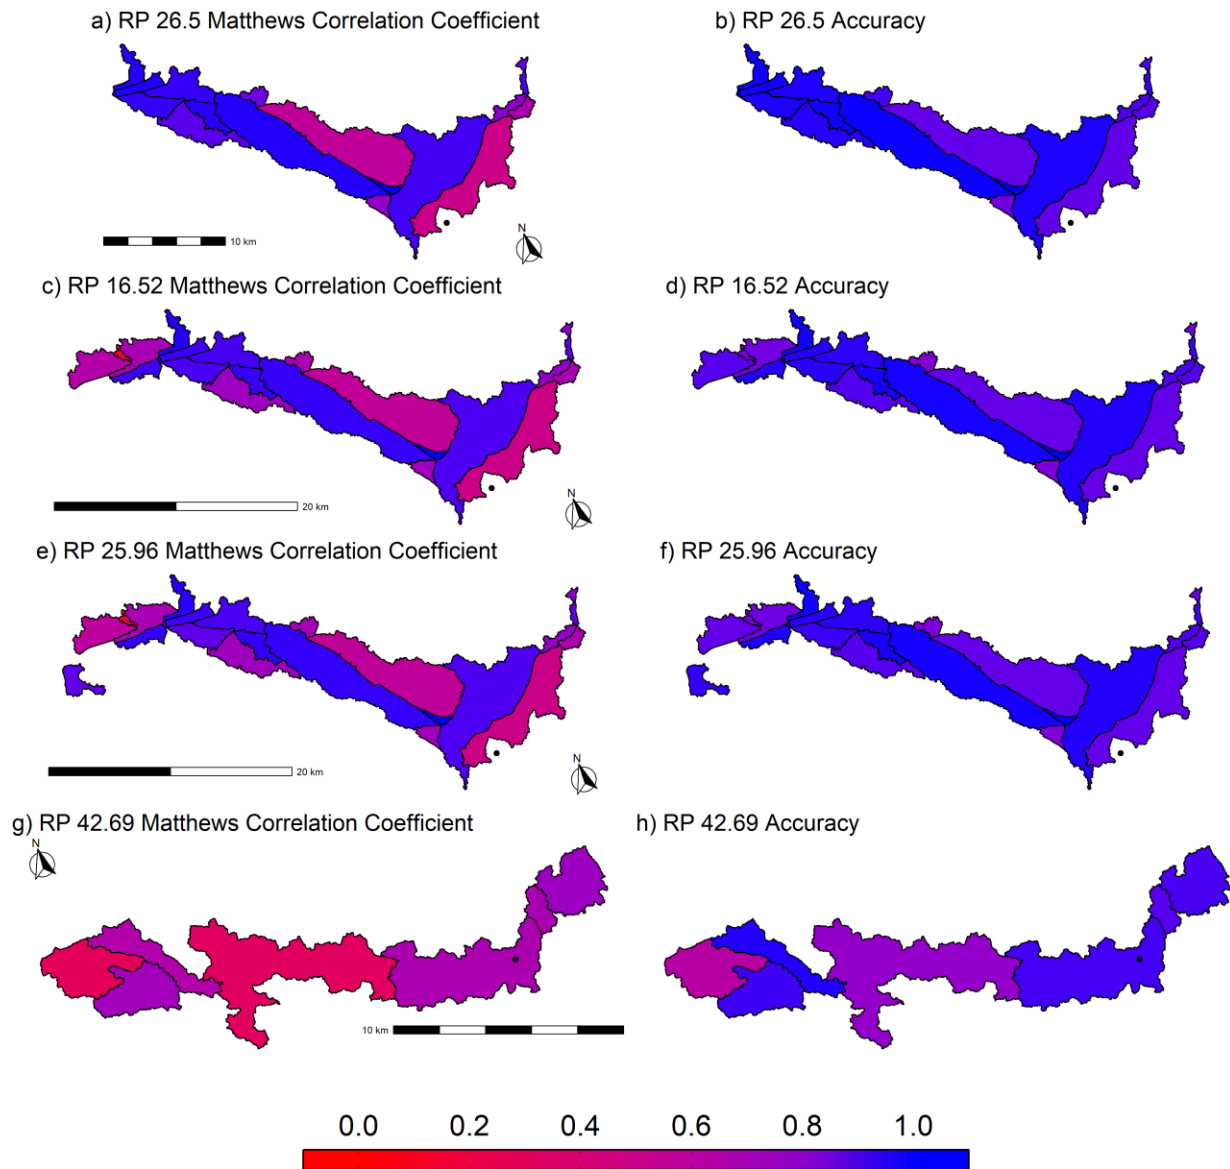 a) RP 26.5 Matthews Correlation Coefficient
b) RP 26.5 Accuracy
10 km
N
c) RP 16.52 Matthews Correlation Coefficient
d) RP 16.52 Accuracy
20 km
N
e) RP 25.96 Matthews Correlation Coefficient
f) RP 25.96 Accuracy
20 km
N
g) RP 42.69 Matthews Correlation Coefficient
h) RP 42.69 Accuracy
N
10 km
0.0 0.2 0.4 0.6 0.8 1.0